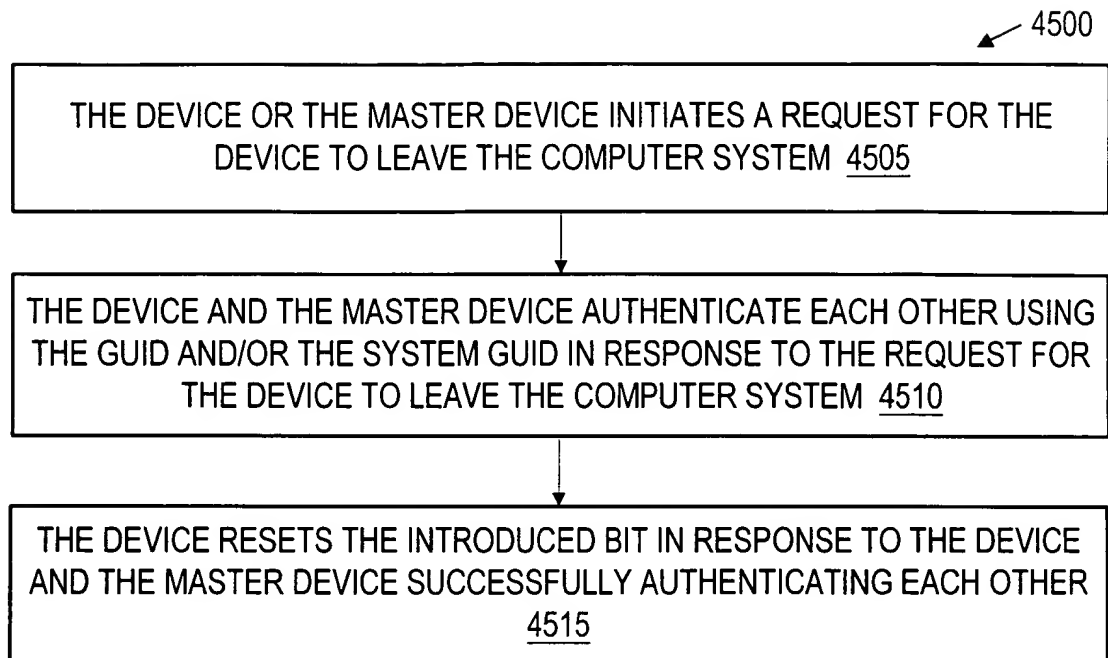 4500
THE DEVICE OR THE MASTER DEVICE INITIATES A REQUEST FOR THE
DEVICE TO LEAVE THE COMPUTER SYSTEM 4505
THE DEVICE AND THE MASTER DEVICE AUTHENTICATE EACH OTHER USING
THE GUID AND/OR THE SYSTEM GUID IN RESPONSE TO THE REQUEST FOR
THE DEVICE TO LEAVE THE COMPUTER SYSTEM 4510
THE DEVICE RESETS THE INTRODUCED BIT IN RESPONSE TO THE DEVICE
AND THE MASTER DEVICE SUCCESSFULLY AUTHENTICATING EACH OTHER
4515